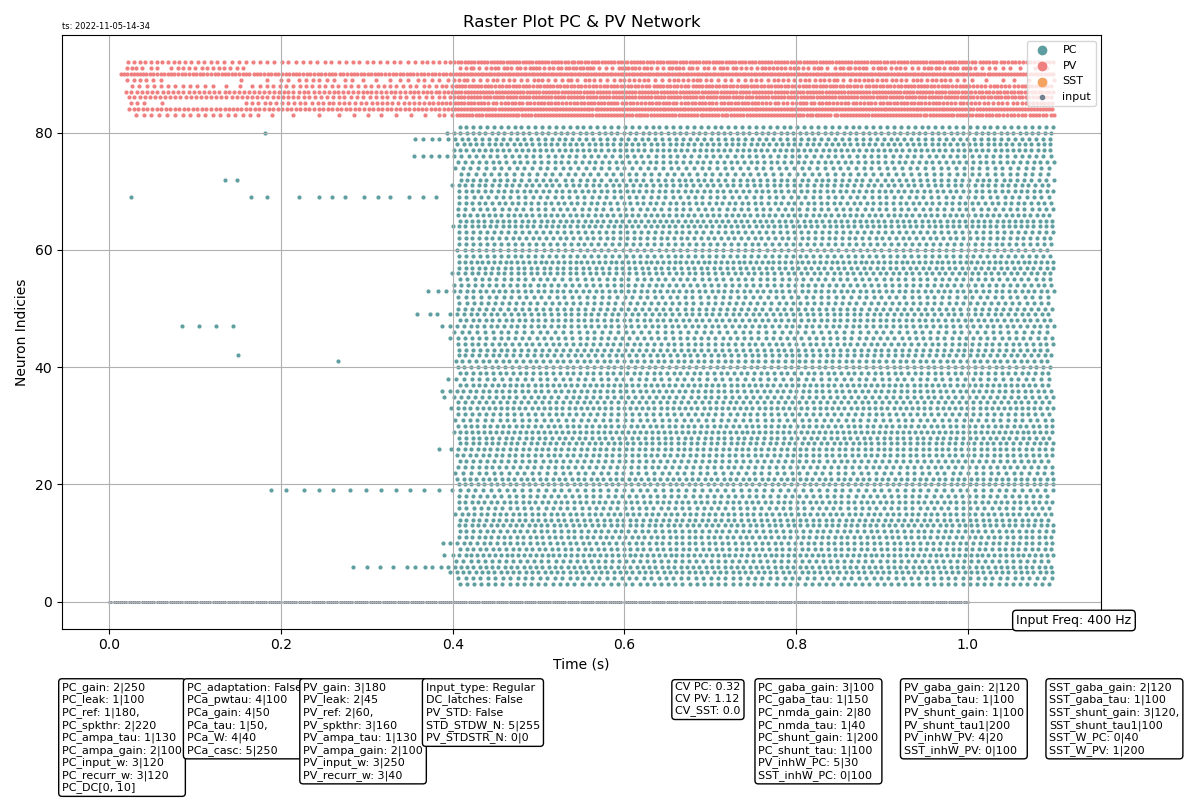 ts: 2022-11-05-14-34
Raster Plot PC & PV Network
PC
PV
SST
input
Neuron Indicies
80
60
40
20
0
0.0
0.2
0.4
0.6
0.8
1.0
Time (s)
Input Freq: 400 Hz
PC_gain: 2|250
PC_leak: 1|100
PC_ref: 1|180,
PC_spkthr: 2|220
PC_ampa_tau: 1|130
PC_ampa_gain: 2|100
PC_input_w: 3|120
PC_recurr_w: 3|120
PC_DC[0, 10]
PC_adaptation: False
PCa_pwtau: 4|100
PCa_gain: 4|50
PCa_tau: 1|50,
PCa_W: 4|40
PCa_casc: 5|250
PV_gain: 3|180
PV_leak: 2|45
PV_ref: 2|60,
PV_spkthr: 3|160
PV_ampa_tau: 1|130
PV_ampa_gain: 2|100
PV_input_w: 3|250
PV_recurr_w: 3|40
Input_type: Regular
DC_latches: False
PV_STD: False
STD_STDW_N: 5|255
PV_STDSTR_N: 0|0
CV PC: 0.32
CV PV: 1.12
CV_SST: 0.0
PC_gaba_gain: 3|100
PC_gaba_tau: 1|150
PC_nmda_gain: 2|80
PC_nmda_tau: 1|40
PC_shunt_gain: 1|200
PC_shunt_tau: 1|100
PV_inhW_PC: 5|30
SST_inhW_PC: 0|100
PV_gaba_gain: 2|120
PV_gaba_tau: 1|100
PV_shunt_gain: 1|100
PV_shunt_tau1|200
PV_inhW_PV: 4|20
SST_inhW_PV: 0|100
SST_gaba_gain: 2|120
SST_gaba_tau: 1|100
SST_shunt_gain: 3|120,
SST_shunt_tau1|100
SST_W_PC: 0|40
SST_W_PV: 1|200